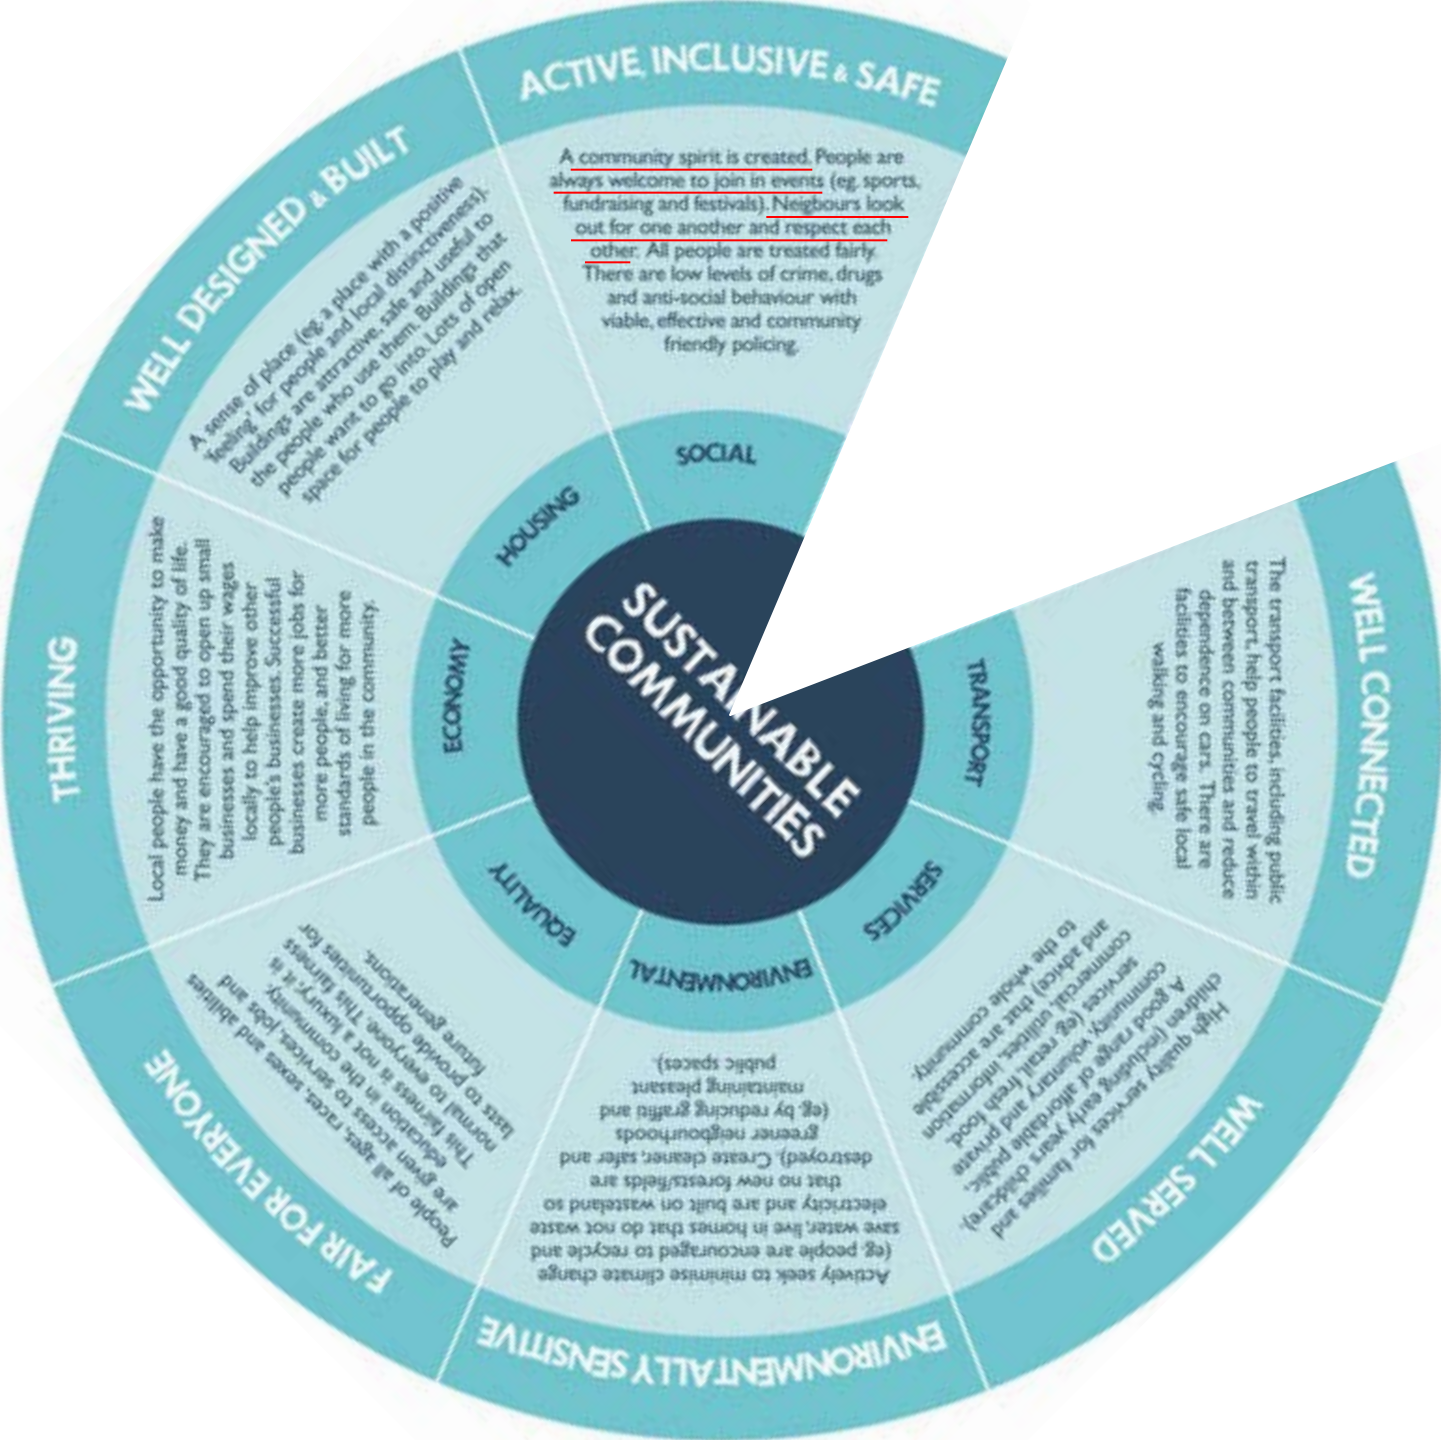 ACTIVE, INCLUSIVE & SAFE
A community spirit is created. People are
always welcome to join in events (eg. sports,
fundraising and festivals). Neigbours look
out for one another and respect each
other. All people are treated fairly.
There are low levels of crime, drugs
and anti-social behaviour with
viable, effective and community
friendly policing.
SOCIAL
WELL CONNECTED
The transport facilities, including public
transport, help people to travel within
and between communities and reduce
dependence on cars. There are
facilities to encourage safe local
walking and cycling.
TRANSPORT
WELL SERVED
High quality services for families and
children (including early years childcare).
A good range of affordable public,
community, voluntary and private
services (eg. retail, fresh food,
commercial, utilities, information
and advice) that are accessable
to the whole community.
SERVICES
ENVIRONMENTALLY SENSITIVE
Actively seek to minimise climate change
(eg. people are encouraged to recycle and
save water, live in homes that do not waste
electricity and are built on wasteland so
that no new forests/fields are
destroyed). Create cleaner, safer and
greener neigbourhoods
(eg. by reducing graffiti and
maintaining pleasant
public spaces).
ENVIRONMENTAL
FAIR FOR EVERYONE
People of all ages, races, sexes and abilities
are given access to services, jobs and
education in the community.
This fairness is not a luxury; it is
normal to everyone. This fairness
lasts to provide opportunities for
future generations.
EQUALITY
THRIVING
Local people have the opportunity to make
money and have a good quality of life.
They are encouraged to open up small
businesses and spend their wages
locally to help improve other
people's businesses. Successful
businesses create more jobs for
more people, and better
standards of living for more
people in the community.
ECONOMY
WELL DESIGNED & BUILT
A sense of place (eg. a place with a positive
'feeling' for people and local distinctiveness).
Buildings are attractive, safe and useful to
the people who use them. Buildings that
people want to go into. Lots of open
space for people to play and relax.
HOUSING
SUSTAINABLE
COMMUNITIES